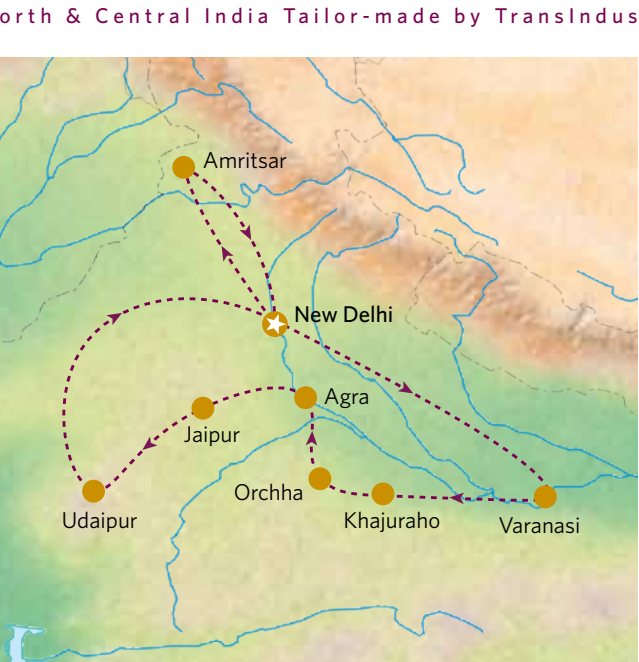 orth & Central India Tailor-made by TransIndus
Amritsar
New Delhi
Agra
Jaipur
Orchha
Udaipur
Khajuraho
Varanasi